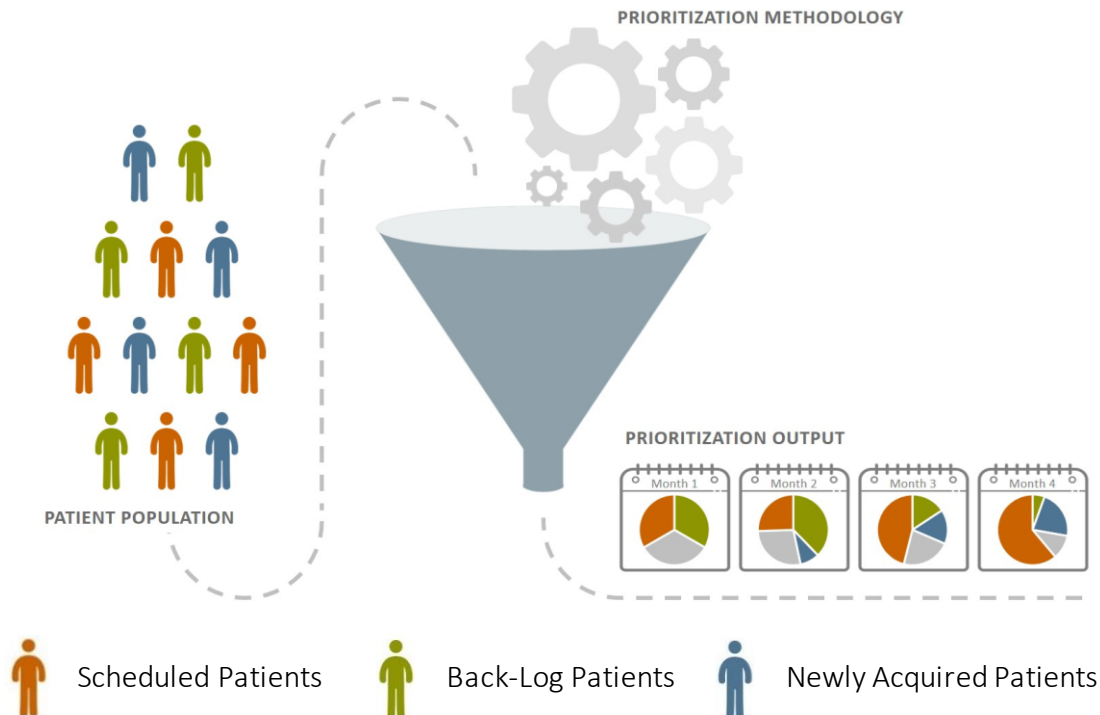 PRIORITIZATION METHODOLOGY
PATIENT POPULATION
PRIORITIZATION OUTPUT
Month 1
Month 2
Month 3
Month 4
Scheduled Patients
Back-Log Patients
Newly Acquired Patients